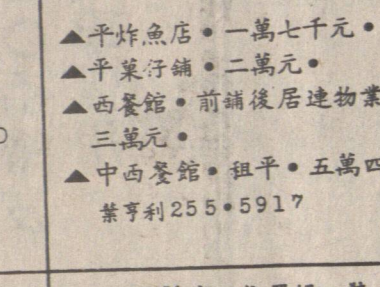 ▲平炸魚店•一萬七千元•
▲平菓仔舖•二萬元•
▲西餐館•前舖後居連物業
三萬元•
▲中西餐館•租平•五萬四
葉亨利255•5917